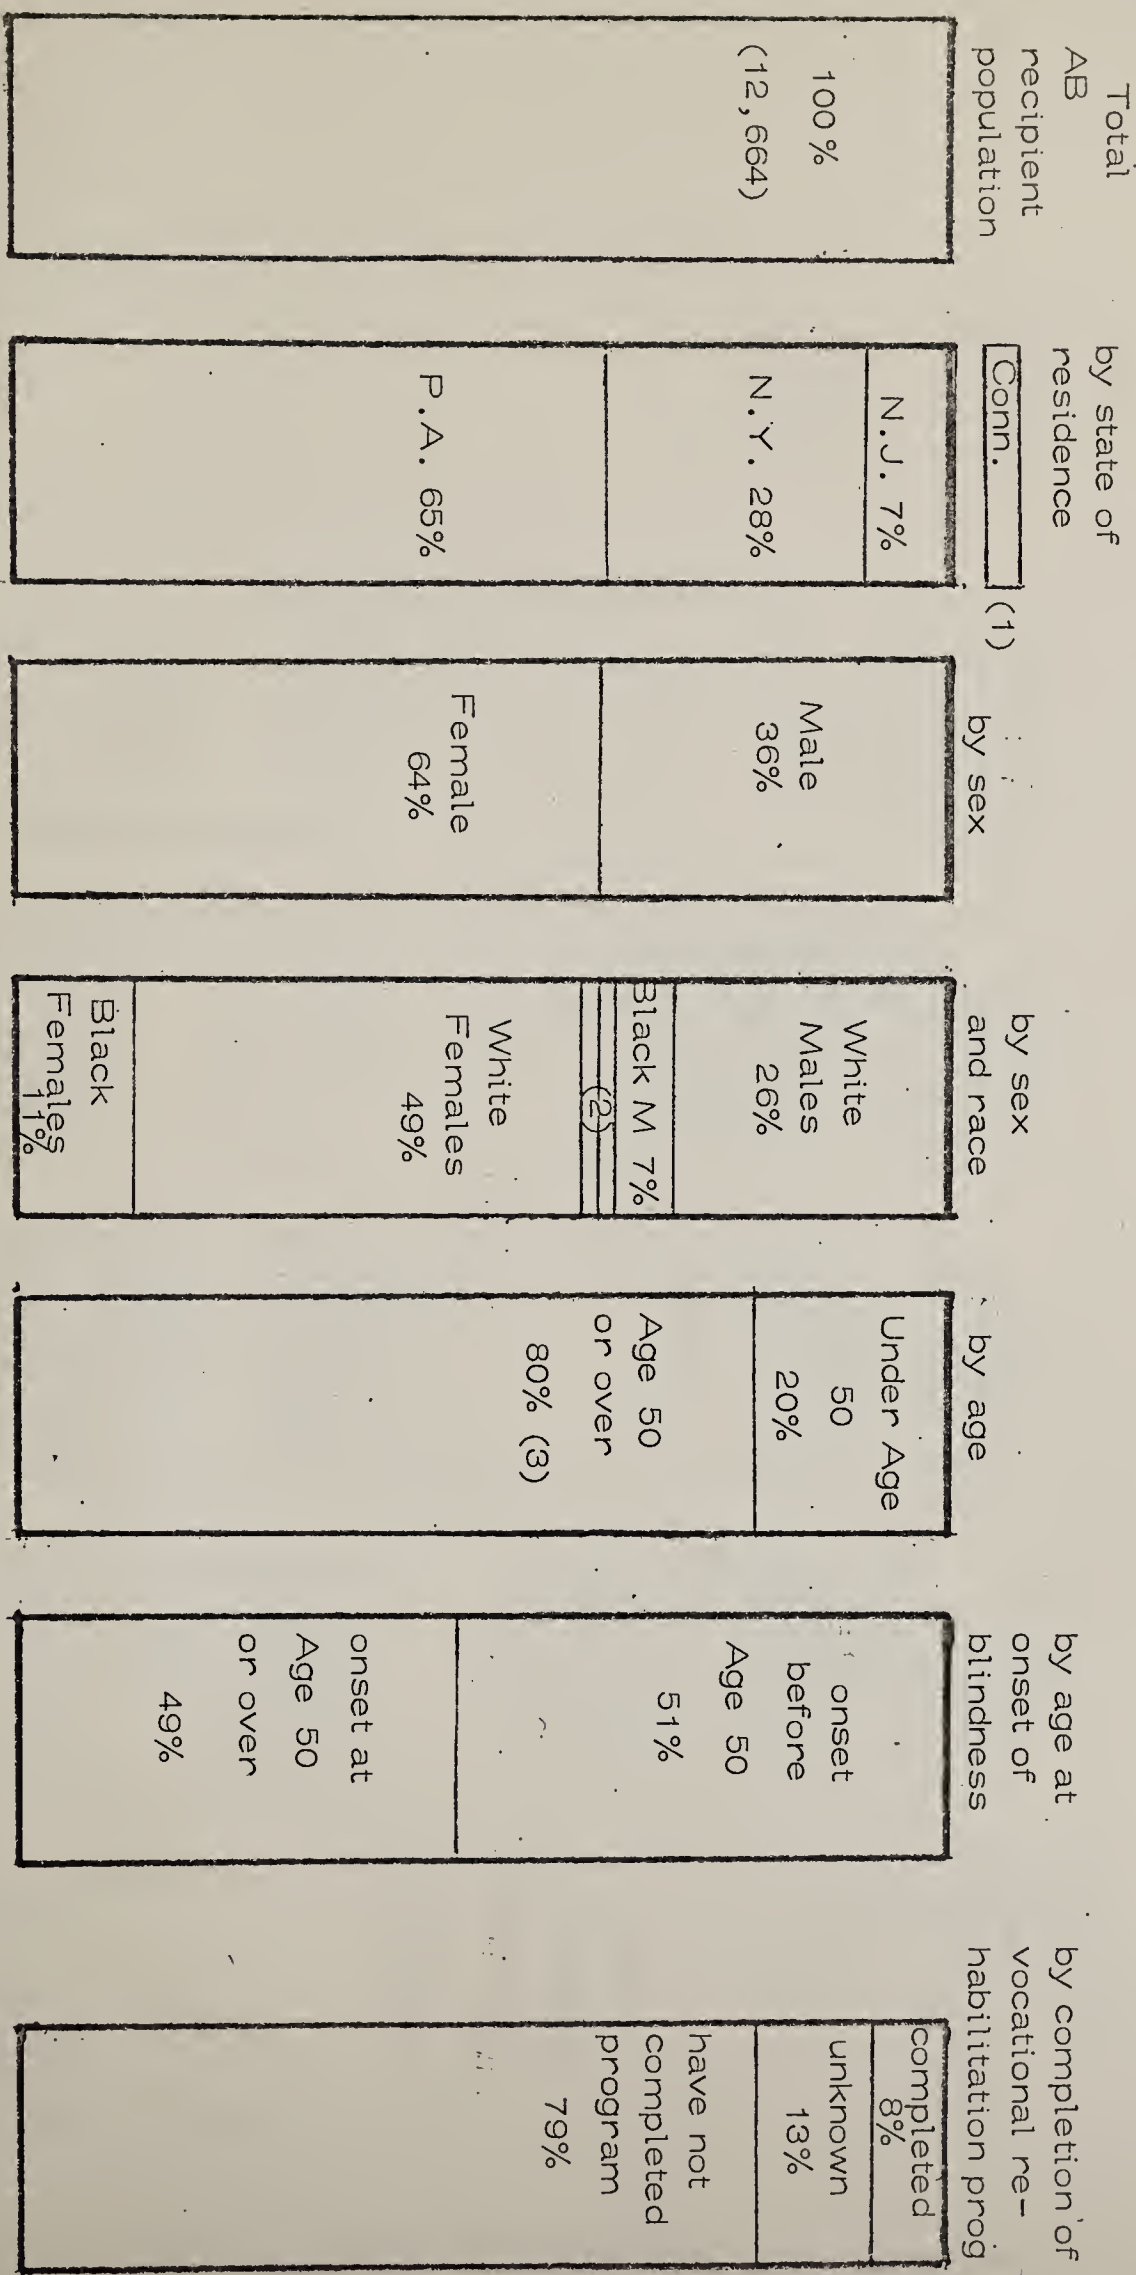 Total
AB
recipient
population
100%
(12,664)
by state of
residence
Conn. (1)
N.J. 7%
N.Y. 28%
P.A. 65%
by sex
Male
36%
Female
64%
by sex
and race
White
Males
26%
Black M 7%
(2)
White
Females
49%
Black
Females
11%
by age
Under Age
50
20%
Age 50
or over
80% (3)
by age at
onset of
blindness
onset
before
Age 50
51%
onset at
Age 50
or over
49%
by completion of
vocational re-
habilitation prog
completed
8%
unknown
13%
have not
completed
program
79%